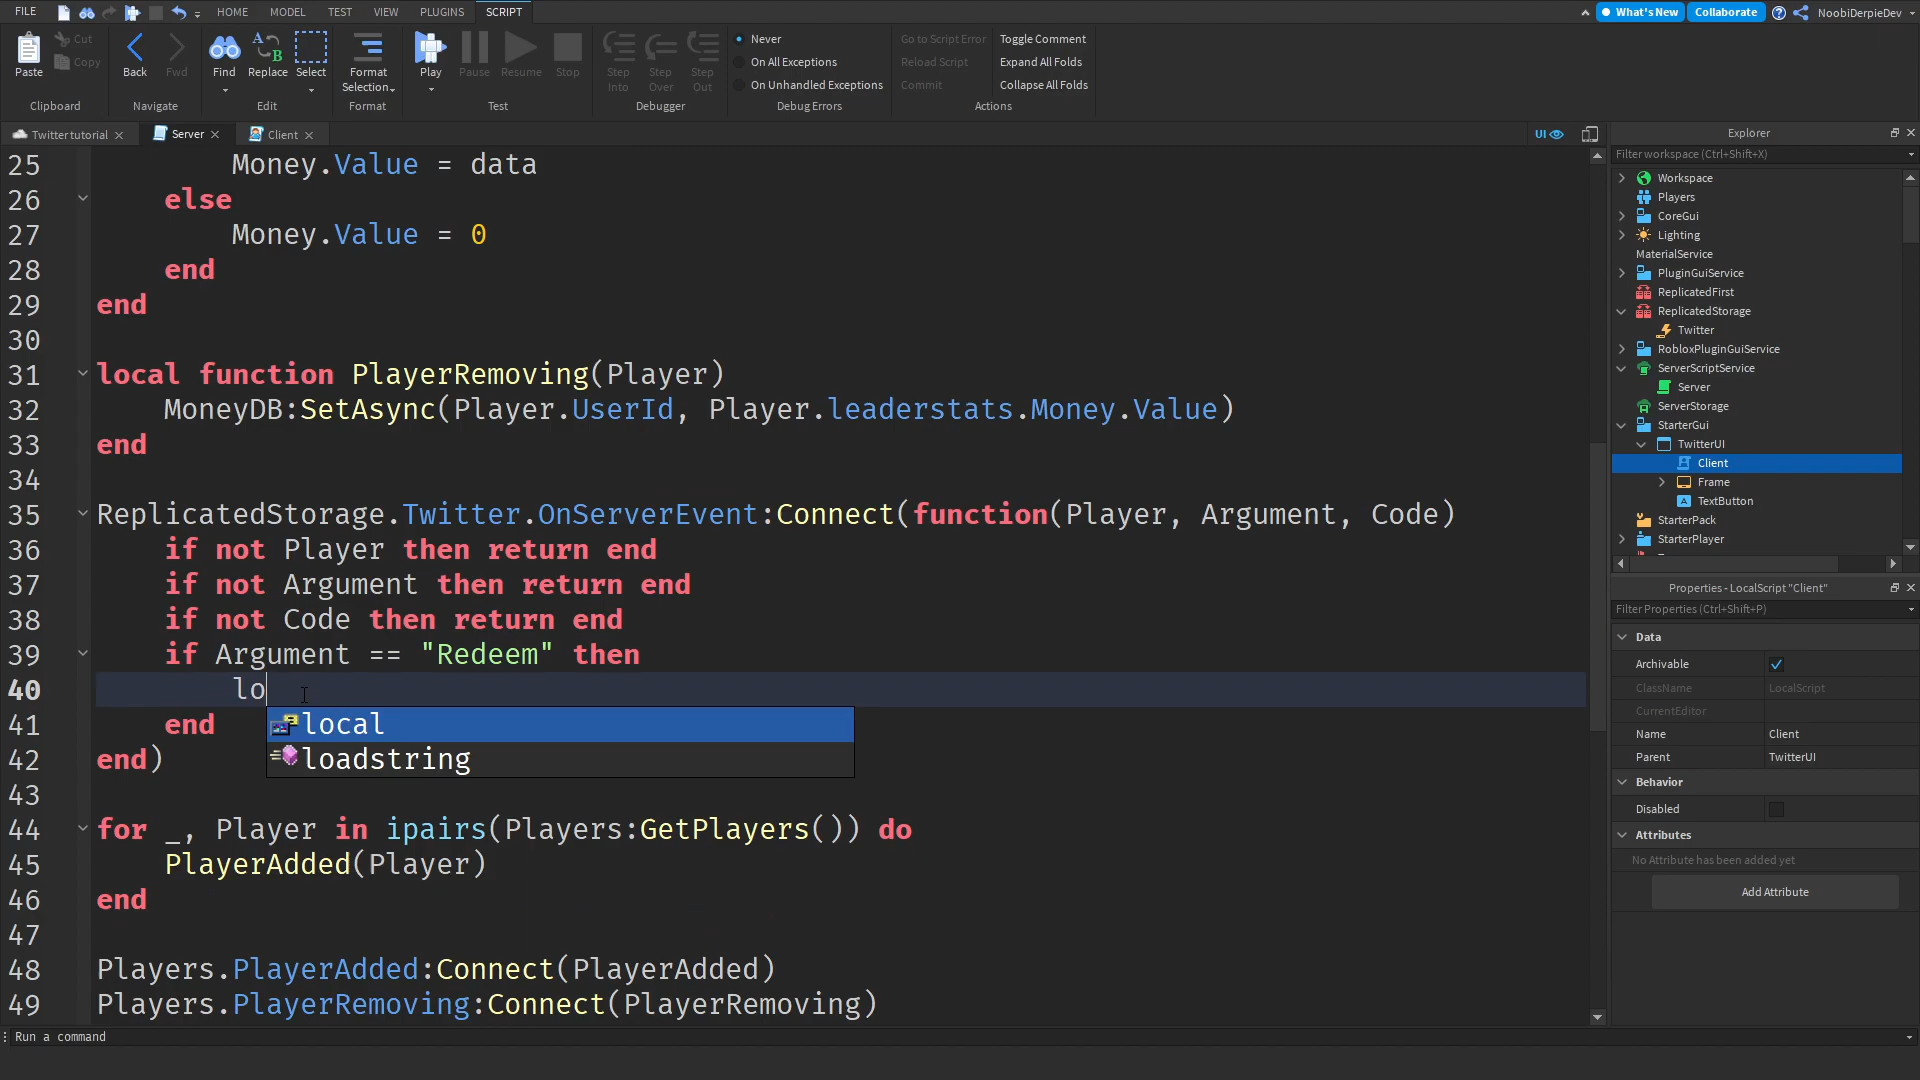 FILE HOME MODEL TEST VIEW PLUGINS SCRIPT What's New Collaborate NoobiDerpieDev
Paste Cut Copy Back Fwd Find Replace Select Format Selection Play Pause Resume Stop Step Into Step Over Step Out Never On All Exceptions On Unhandled Exceptions Go to Script Error Reload Script Commit Toggle Comment Expand All Folds Collapse All Folds
Clipboard Navigate Edit Format Test Debugger Debug Errors Actions
Twitter tutorial Server Client UI
25 Money.Value = data
26 else
27 Money.Value = 0
28 end
29 end
30
31 local function PlayerRemoving(Player)
32 MoneyDB:SetAsync(Player.UserId, Player.leaderstats.Money.Value)
33 end
34
35 ReplicatedStorage.Twitter.OnServerEvent:Connect(function(Player, Argument, Code)
36 if not Player then return end
37 if not Argument then return end
38 if not Code then return end
39 if Argument == "Redeem" then
40 lo
local
loadstring
41 end
42 end)
43
44 for _, Player in ipairs(Players:GetPlayers()) do
45 PlayerAdded(Player)
46 end
47
48 Players.PlayerAdded:Connect(PlayerAdded)
49 Players.PlayerRemoving:Connect(PlayerRemoving)
Run a command
Explorer
Filter workspace (Ctrl+Shift+X)
Workspace
Players
CoreGui
Lighting
MaterialService
PluginGuiService
ReplicatedFirst
ReplicatedStorage
Twitter
RobloxPluginGuiService
ServerScriptService
Server
ServerStorage
StarterGui
TwitterUI
Client
Frame
TextButton
StarterPack
StarterPlayer
Properties - LocalScript "Client"
Filter Properties (Ctrl+Shift+P)
Data
Archivable
ClassName LocalScript
CurrentEditor
Name Client
Parent TwitterUI
Behavior
Disabled
Attributes
No Attribute has been added yet
Add Attribute